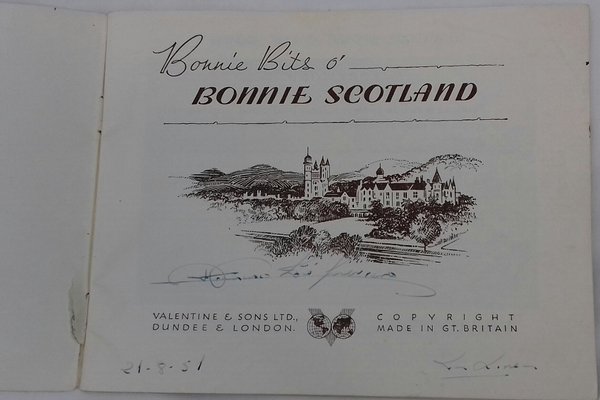 Bonnie Bits o'
BONNIE SCOTLAND
VALENTINE & SONS LTD.,
DUNDEE & LONDON.
COPYRIGHT
MADE IN GT. BRITAIN
21-8-51